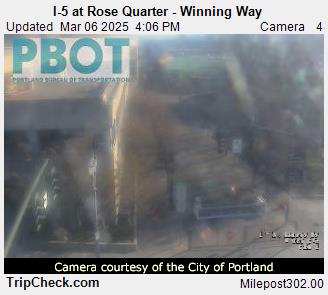 I-5 at Rose Quarter - Winning Way
Updated Mar 06 2025 4:06 PM Camera 4
PBOT
PORTLAND BUREAU OF TRANSPORTATION
Camera courtesy of the City of Portland
TripCheck.com Milepost302.00